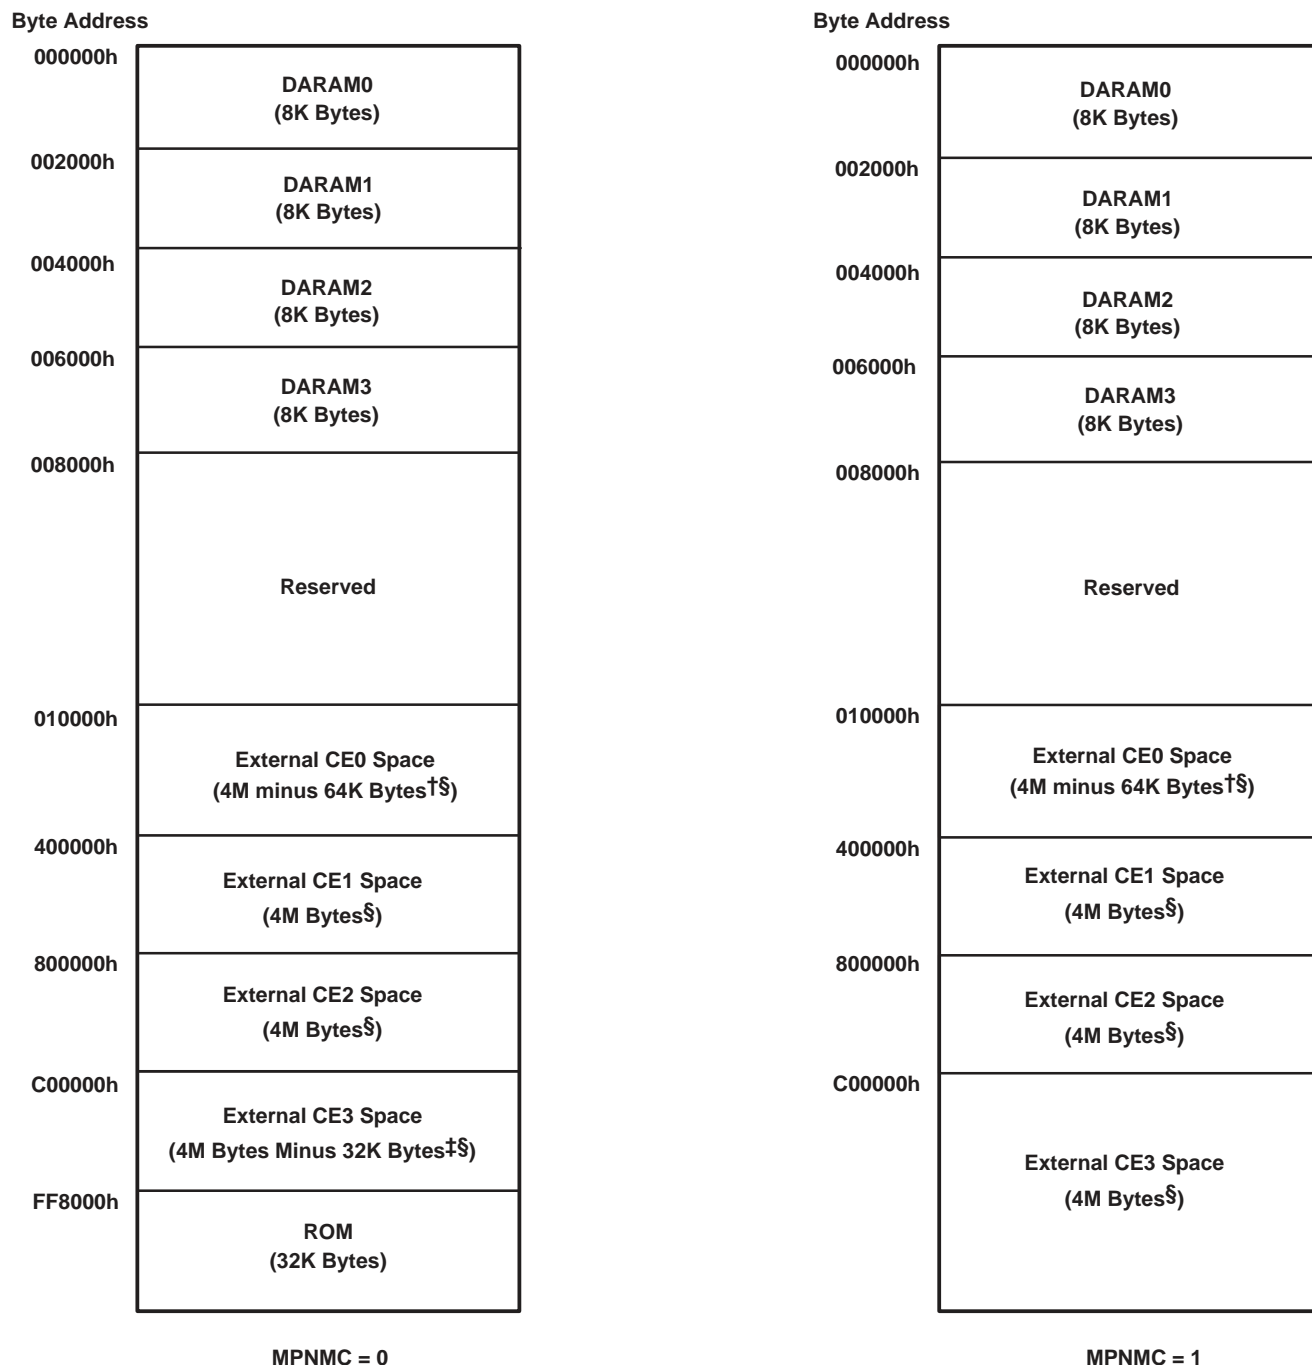 Byte Address
000000h
DARAM0
(8K Bytes)
002000h
DARAM1
(8K Bytes)
004000h
DARAM2
(8K Bytes)
006000h
DARAM3
(8K Bytes)
008000h
Reserved
010000h
External CE0 Space
(4M minus 64K Bytes†§)
400000h
External CE1 Space
(4M Bytes§)
800000h
External CE2 Space
(4M Bytes§)
C00000h
External CE3 Space
(4M Bytes Minus 32K Bytes‡§)
FF8000h
ROM
(32K Bytes)
MPNMC = 0
Byte Address
000000h
DARAM0
(8K Bytes)
002000h
DARAM1
(8K Bytes)
004000h
DARAM2
(8K Bytes)
006000h
DARAM3
(8K Bytes)
008000h
Reserved
010000h
External CE0 Space
(4M minus 64K Bytes†§)
400000h
External CE1 Space
(4M Bytes§)
800000h
External CE2 Space
(4M Bytes§)
C00000h
External CE3 Space
(4M Bytes§)
MPNMC = 1